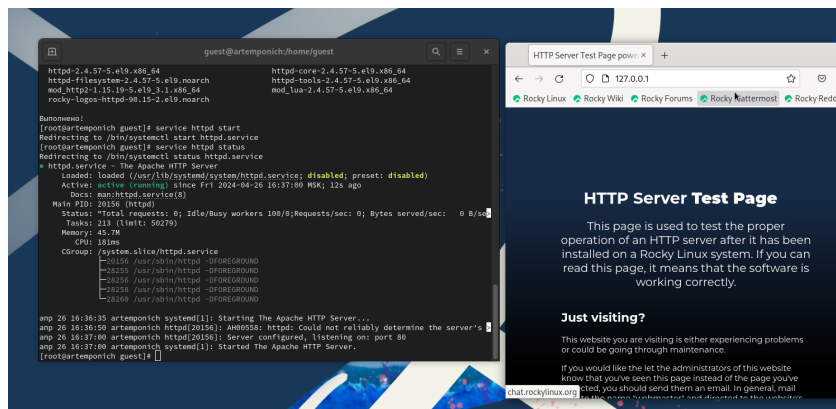 guest@artemponich:/home/guest
httpd-2.4.57-5.el9.x86_64 httpd-core-2.4.57-5.el9.x86_64
httpd-filesystem-2.4.57-5.el9.noarch httpd-tools-2.4.57-5.el9.x86_64
mod_http2-1.15.19-5.el9_3.1.x86_64 mod_lua-2.4.57-5.el9.x86_64
rocky-logos-httpd-90.15-2.el9.noarch
Выполнено!
[root@artemponich guest]# service httpd start
Redirecting to /bin/systemctl start httpd.service
[root@artemponich guest]# service httpd status
Redirecting to /bin/systemctl status httpd.service
● httpd.service - The Apache HTTP Server
Loaded: loaded (/usr/lib/systemd/system/httpd.service; disabled; preset: disabled)
Active: active (running) since Fri 2024-04-26 16:37:00 MSK; 12s ago
Docs: man:httpd.service(8)
Main PID: 20156 (httpd)
Status: "Total requests: 0; Idle/Busy workers 100/0;Requests/sec: 0; Bytes served/sec: 0 B/se>
Tasks: 213 (limit: 50279)
Memory: 45.7M
CPU: 181ms
CGroup: /system.slice/httpd.service
├─20156 /usr/sbin/httpd -DFOREGROUND
├─28255 /usr/sbin/httpd -DFOREGROUND
├─28256 /usr/sbin/httpd -DFOREGROUND
├─28258 /usr/sbin/httpd -DFOREGROUND
└─28260 /usr/sbin/httpd -DFOREGROUND
апр 26 16:36:35 artemponich systemd[1]: Starting The Apache HTTP Server...
апр 26 16:36:50 artemponich httpd[20156]: AH00558: httpd: Could not reliably determine the server's >
апр 26 16:37:00 artemponich httpd[20156]: Server configured, listening on: port 80
апр 26 16:37:00 artemponich systemd[1]: Started The Apache HTTP Server.
[root@artemponich guest]#
HTTP Server Test Page powe
127.0.0.1
Rocky Linux Rocky Wiki Rocky Forums Rocky Mattermost Rocky Redd
HTTP Server Test Page
This page is used to test the proper
operation of an HTTP server after it has been
installed on a Rocky Linux system. If you can
read this page, it means that the software is
working correctly.
Just visiting?
This website you are visiting is either experiencing problems
or could be going through maintenance.
If you would like the let the administrators of this website
know that you've seen this page instead of the page you've
ected, you should send them an email. In general, mail
chat.rockylinux.org